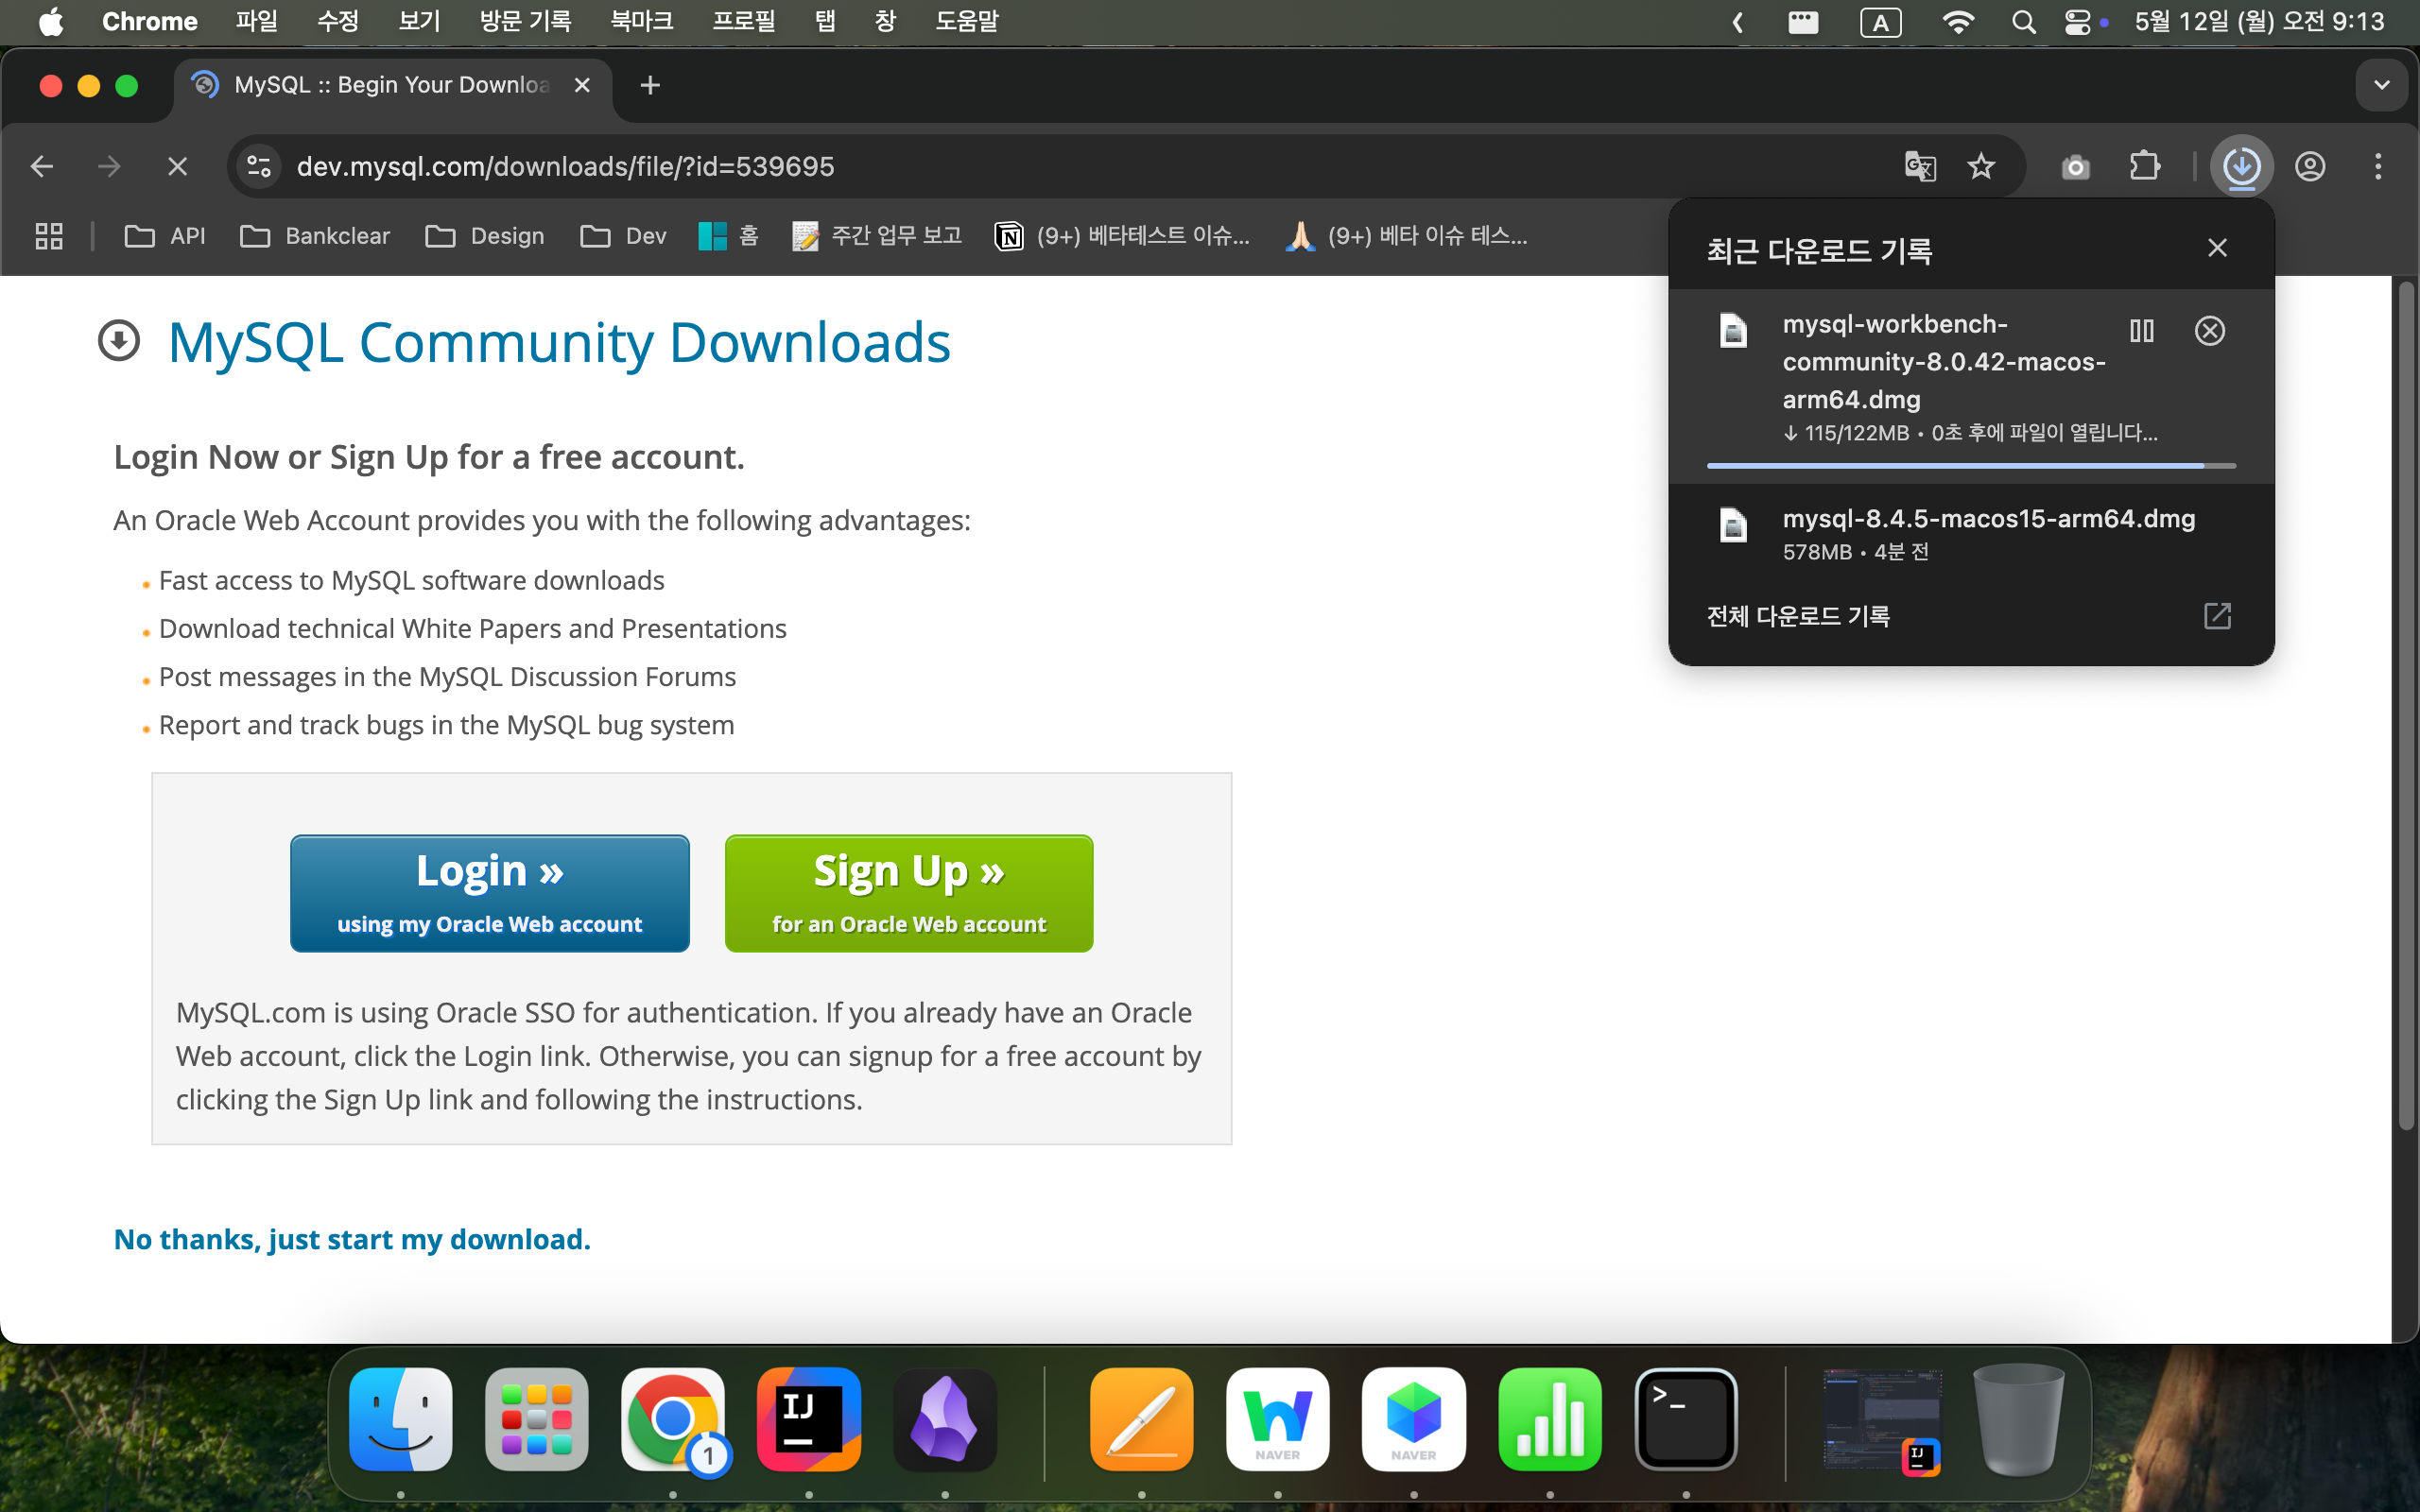 Chrome 파일 수정 보기 방문 기록 북마크 프로필 탭 창 도움말 A 5월 12일 (월) 오전 9:13
MySQL :: Begin Your Downloa
dev.mysql.com/downloads/file/?id=539695
API Bankclear Design Dev 홈 주간 업무 보고 (9+) 베타테스트 이슈... (9+) 베타 이슈 테스...
최근 다운로드 기록
mysql-workbench-
community-8.0.42-macos-
arm64.dmg
↓ 115/122MB • 0초 후에 파일이 열립니다...
mysql-8.4.5-macos15-arm64.dmg
578MB • 4분 전
전체 다운로드 기록
MySQL Community Downloads
Login Now or Sign Up for a free account.
An Oracle Web Account provides you with the following advantages:
Fast access to MySQL software downloads
Download technical White Papers and Presentations
Post messages in the MySQL Discussion Forums
Report and track bugs in the MySQL bug system
Login »
using my Oracle Web account
Sign Up »
for an Oracle Web account
MySQL.com is using Oracle SSO for authentication. If you already have an Oracle
Web account, click the Login link. Otherwise, you can signup for a free account by
clicking the Sign Up link and following the instructions.
No thanks, just start my download.
1
IJ
NAVER
NAVER
>_
IJ